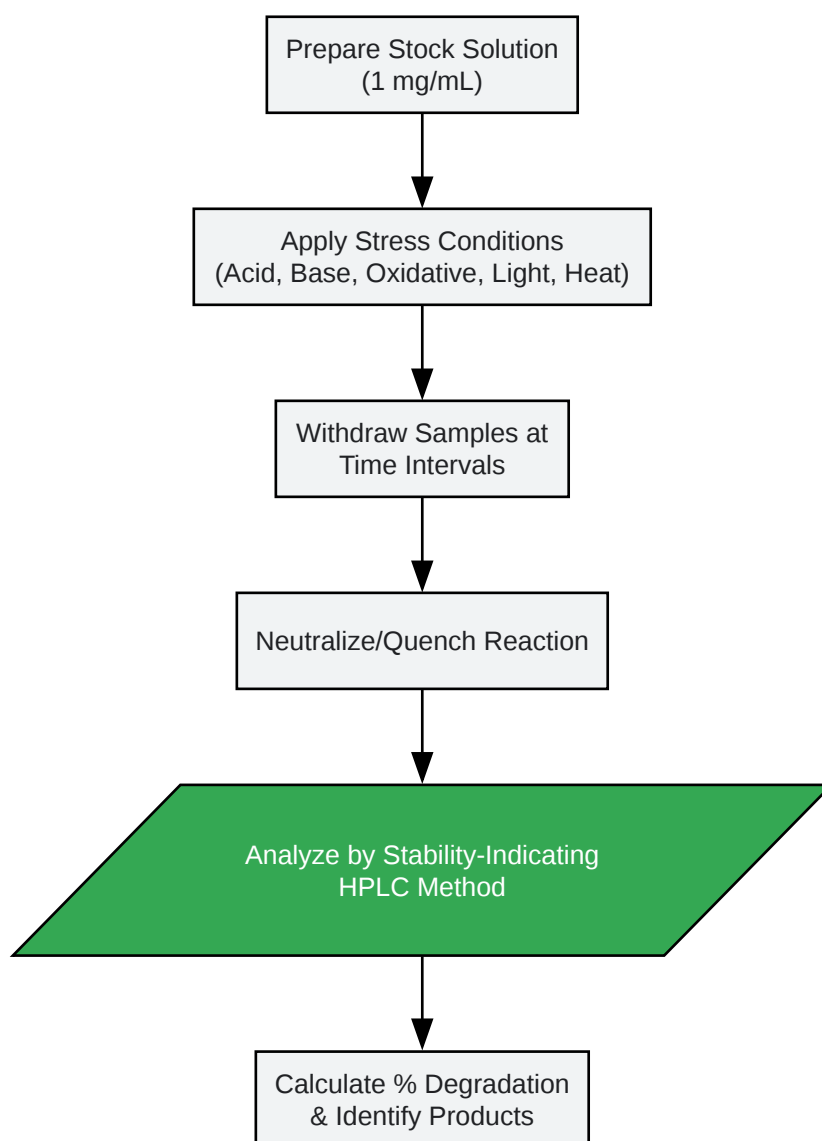 Prepare Stock Solution
(1 mg/mL)
Apply Stress Conditions
(Acid, Base, Oxidative, Light, Heat)
Withdraw Samples at
Time Intervals
Neutralize/Quench Reaction
Analyze by Stability-Indicating
HPLC Method
Calculate % Degradation
& Identify Products